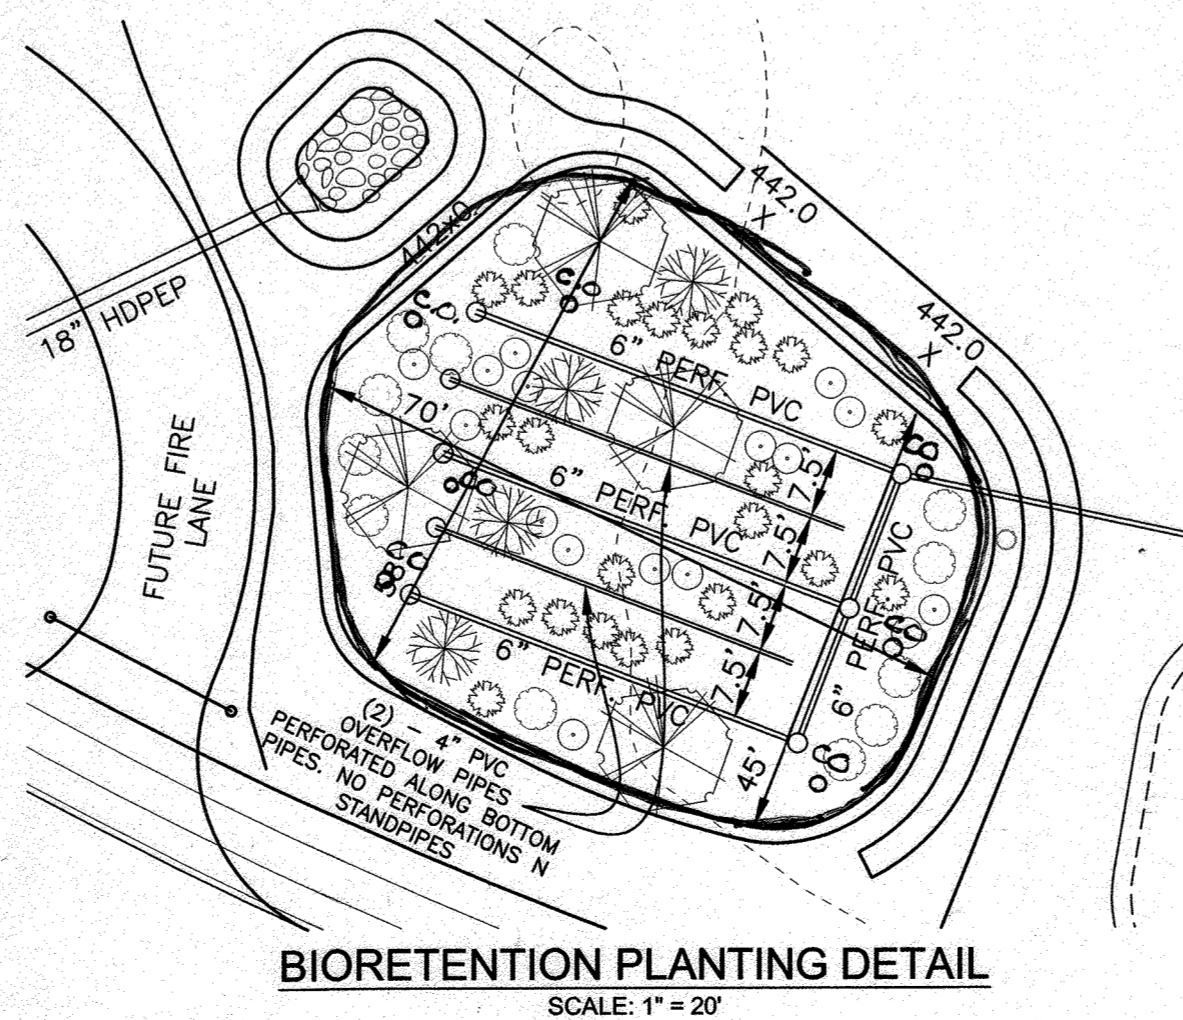 442.0
X
442x0
442.0
X
18" HDPEP
C.O.
C.O
6" PERF. PVC
70'
7.5'
6" PERF. PVC
7.5'
7.5'
7.5'
6" PERF. PVC
6" PERF. PVC
45'
FUTURE FIRE
LANE
(2) - 4" PVC
OVERFLOW PIPES
PERFORATED ALONG BOTTOM
PIPES. NO PERFORATIONS N
STANDPIPES
BIORETENTION PLANTING DETAIL
SCALE: 1" = 20'